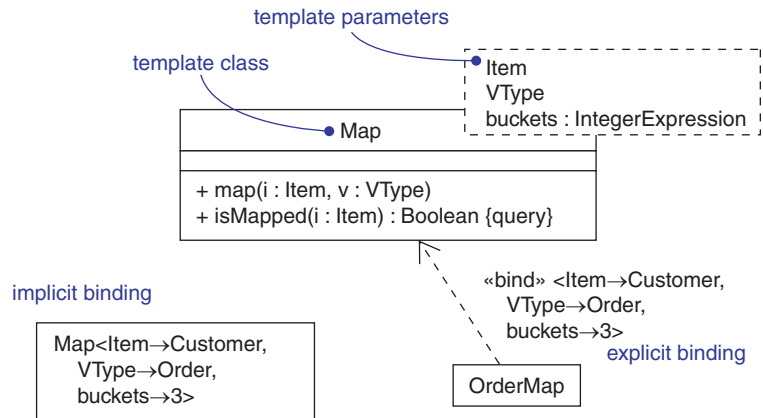 template parameters
template class
Item
VType
buckets : IntegerExpression
Map
+ map(i : Item, v : VType)
+ isMapped(i : Item) : Boolean {query}
implicit binding
Map<Item→Customer,
VType→Order,
buckets→3>
«bind» <Item→Customer,
VType→Order,
buckets→3>
explicit binding
OrderMap